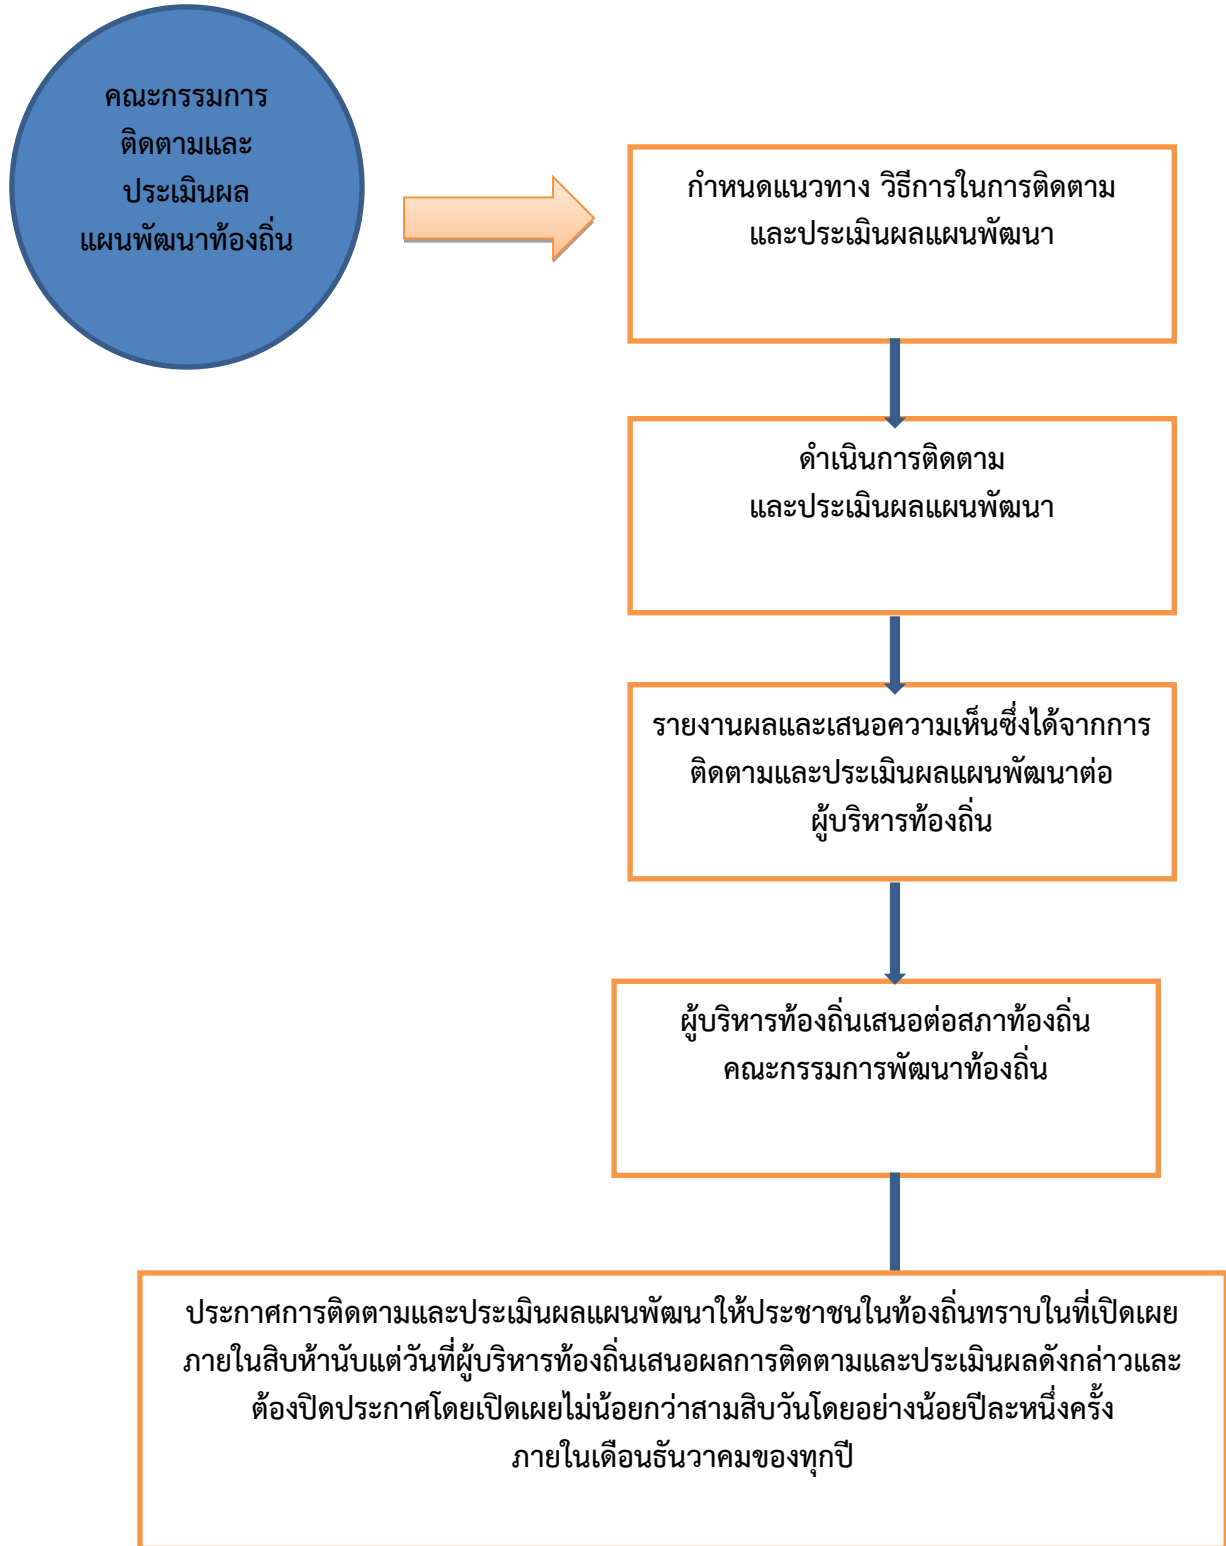 คณะกรรมการ
ติดตามและ
ประเมินผล
แผนพัฒนาท้องถิ่น
กำหนดแนวทาง วิธีการในการติดตาม
และประเมินผลแผนพัฒนา
ดำเนินการติดตาม
และประเมินผลแผนพัฒนา
รายงานผลและเสนอความเห็นซึ่งได้จากการ
ติดตามและประเมินผลแผนพัฒนาต่อ
ผู้บริหารท้องถิ่น
ผู้บริหารท้องถิ่นเสนอต่อสภาท้องถิ่น
คณะกรรมการพัฒนาท้องถิ่น
ประกาศการติดตามและประเมินผลแผนพัฒนาให้ประชาชนในท้องถิ่นทราบในที่เปิดเผย
ภายในสิบห้านับแต่วันที่ผู้บริหารท้องถิ่นเสนอผลการติดตามและประเมินผลดังกล่าวและ
ต้องปิดประกาศโดยเปิดเผยไม่น้อยกว่าสามสิบวันโดยอย่างน้อยปีละหนึ่งครั้ง
ภายในเดือนธันวาคมของทุกปี